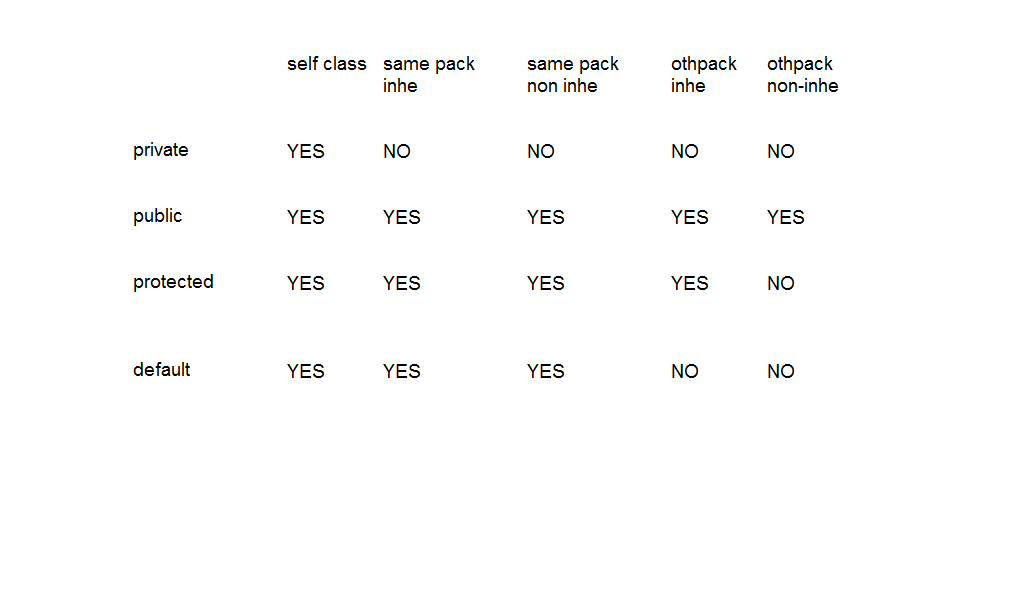 self class same pack same pack othpack othpack
inhe non inhe inhe non-inhe
private YES NO NO NO NO
public YES YES YES YES YES
protected YES YES YES YES NO
default YES YES YES NO NO